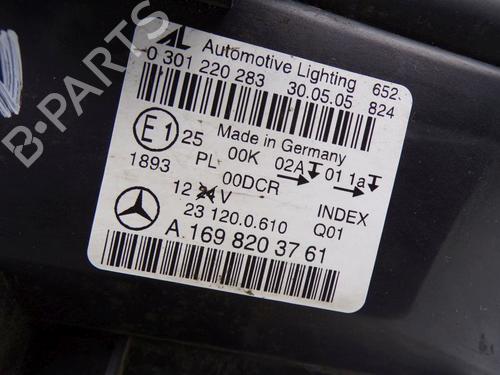 AL Automotive Lighting 652
0 301 220 283 30.05.05 824
E1 25 Made in Germany
1893 PL 00K 02A 01 1a
00DCR
12 24 V INDEX
23 120.0.610 Q01
A 169 820 37 61
B-PARTS